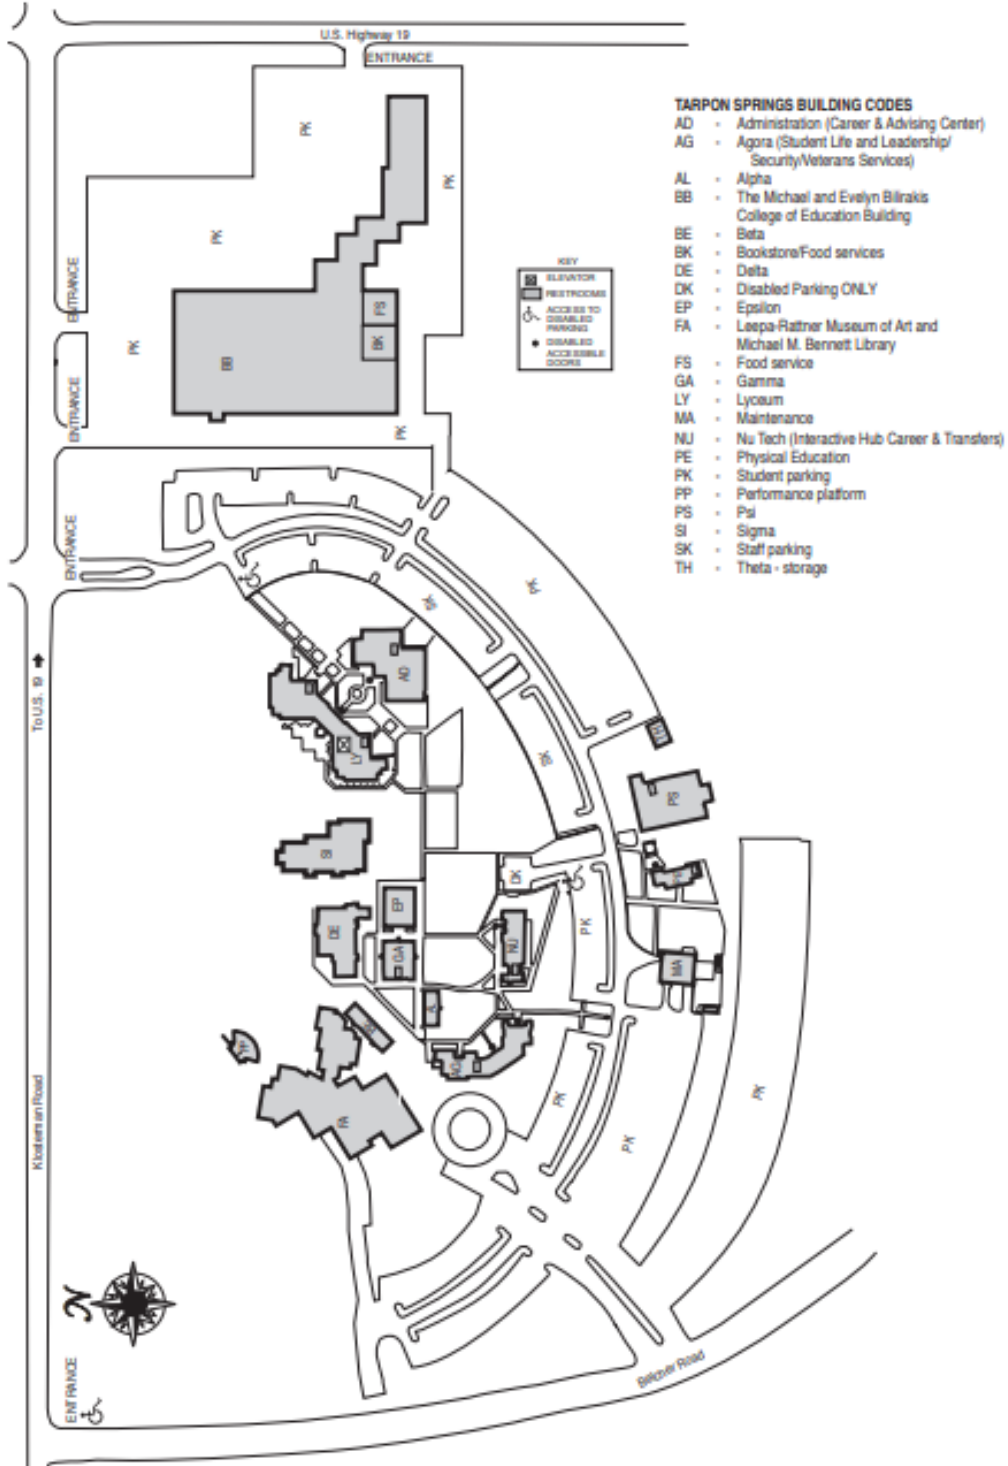 U.S. Highway 19
ENTRANCE
TARPON SPRINGS BUILDING CODES
AD - Administration (Career & Advising Center)
AG - Agora (Student Life and Leadership/
Security/Veterans Services)
AL - Alpha
BB - The Michael and Evelyn Bilirakis
College of Education Building
BE - Beta
BK - Bookstore/Food services
DE - Delta
DK - Disabled Parking ONLY
EP - Epsilon
FA - Leepa-Rattner Museum of Art and
Michael M. Bennett Library
FS - Food service
GA - Gamma
LY - Lyceum
MA - Maintenance
NU - Nu Tech (Interactive Hub Career & Transfers)
PE - Physical Education
PK - Student parking
PP - Performance platform
PS - Psi
SI - Sigma
SK - Staff parking
TH - Theta - storage
KEY
ELEVATOR
RESTROOMS
ACCESS TO
DISABLED
PARKING
DISABLED
ACCESSIBLE
DOORS
PK
PK
PK
ENTRANCE
FS
PK
BK
BB
ENTRANCE
PK
ENTRANCE
PK
SK
AD
To U.S. 19
LY
SK
TH
PS
SI
DK
EP
DE
PK
NU
GA
MA
AL
PP
AG
PK
PK
FA
PK
Klosterman Road
N
Belcher Road
ENTRANCE